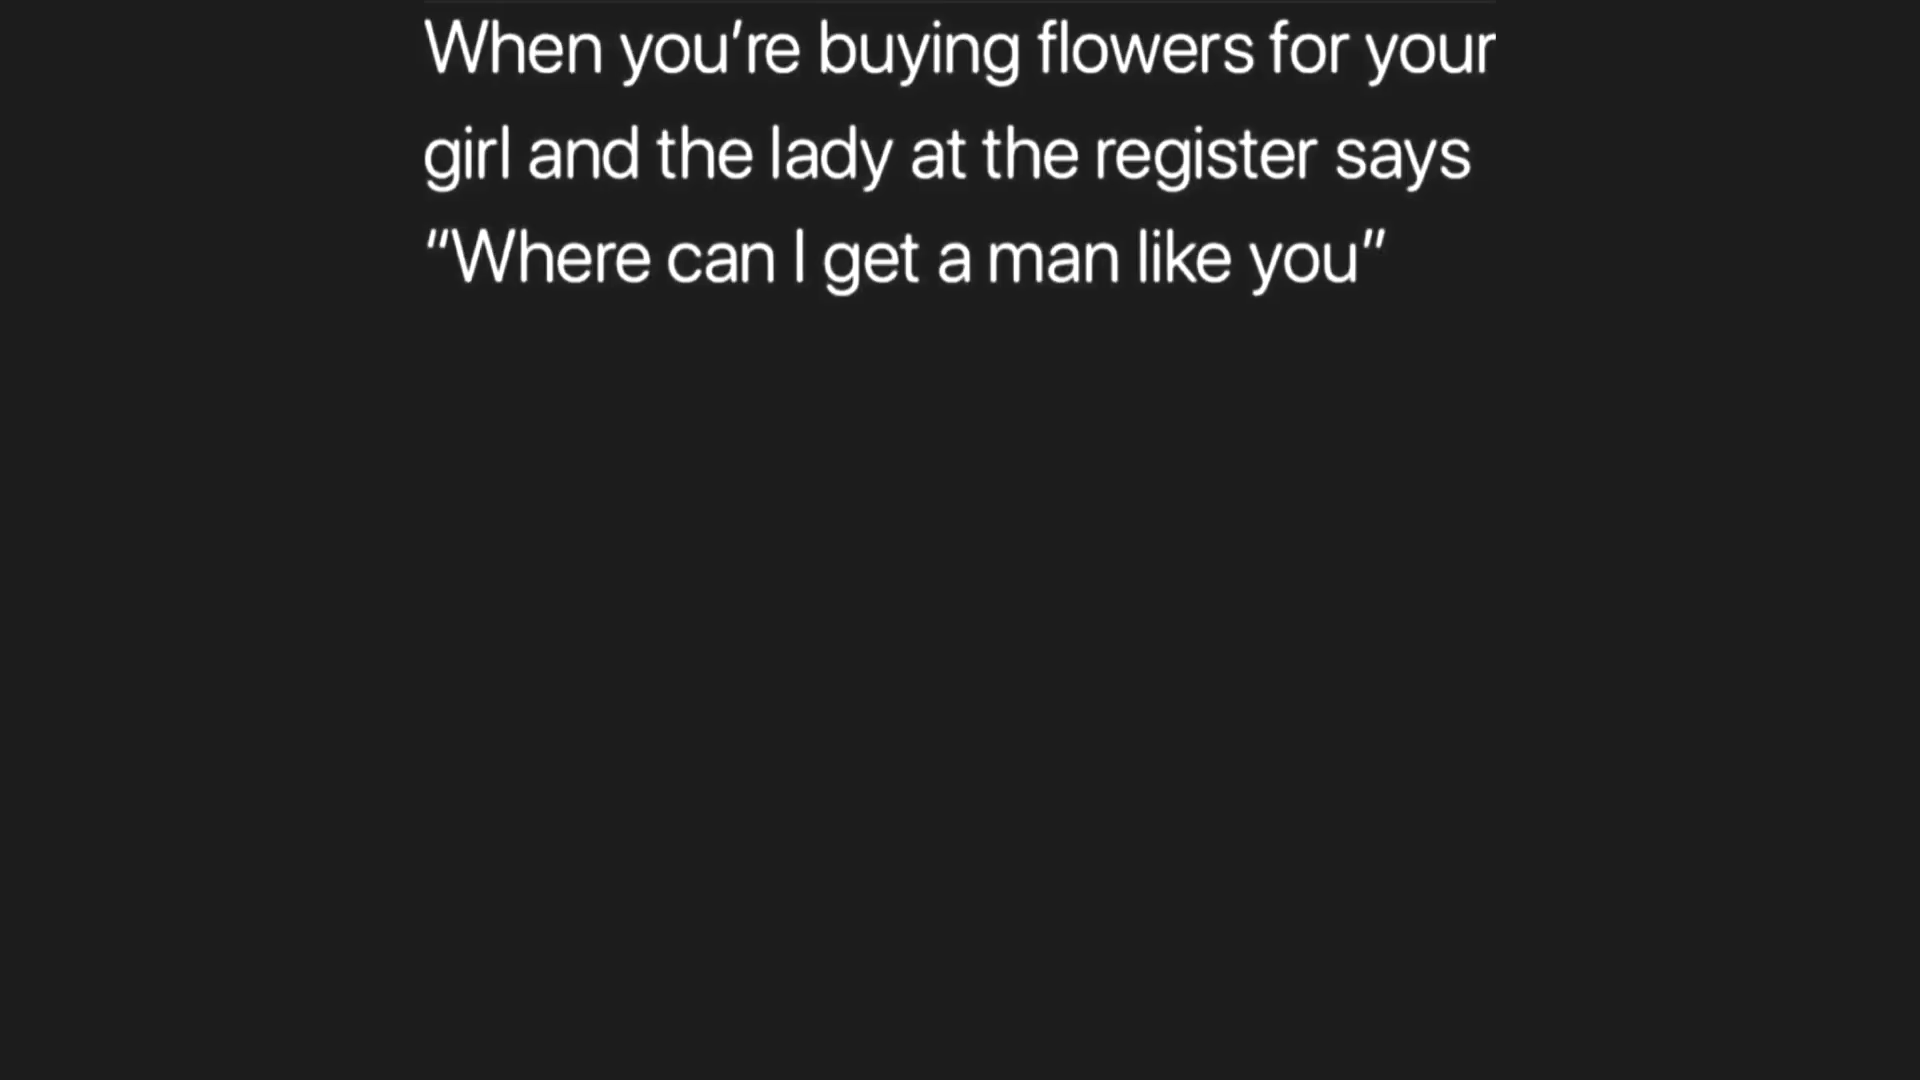 When you’re buying flowers for your
girl and the lady at the register says
“Where can I get a man like you”